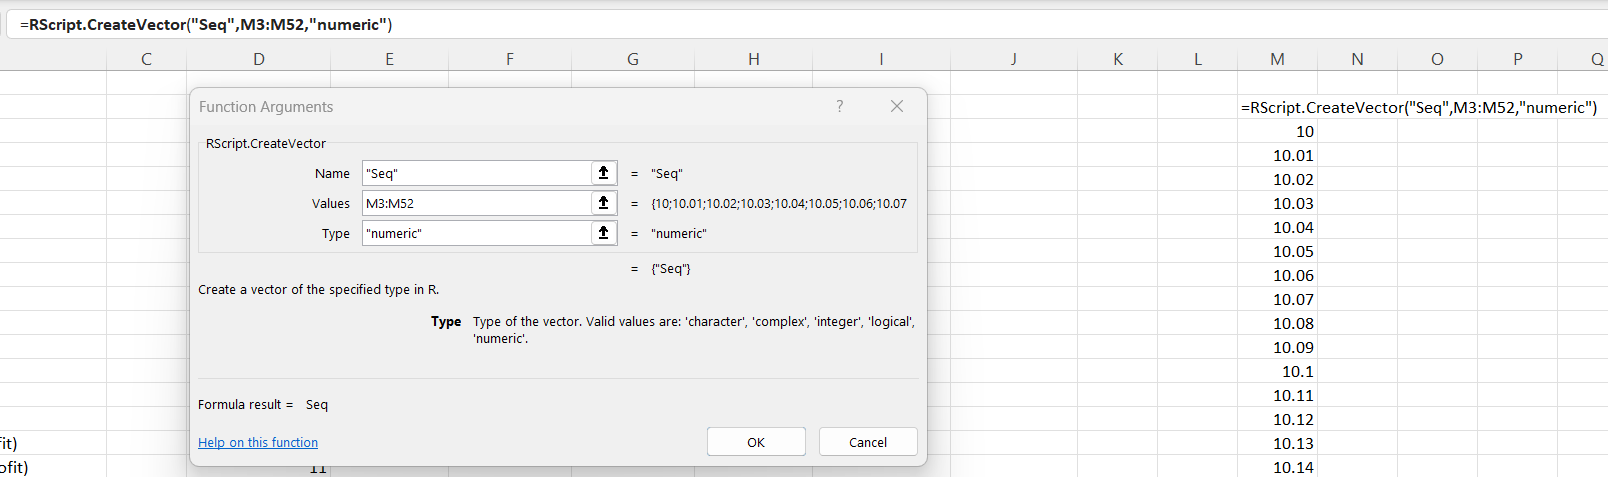 =RScript.CreateVector("Seq",M3:M52,"numeric")
C D E F G H I J K L M N O P Q
Function Arguments ? ×
=RScript.CreateVector("Seq",M3:M52,"numeric")
RScript.CreateVector
Name "Seq" = "Seq"
Values M3:M52 = {10;10.01;10.02;10.03;10.04;10.05;10.06;10.07
Type "numeric" = "numeric"
= {"Seq"}
Create a vector of the specified type in R.
Type Type of the vector. Valid values are: 'character', 'complex', 'integer', 'logical',
'numeric'.
Formula result = Seq
Help on this function OK Cancel
fit)
ofit) 11
10
10.01
10.02
10.03
10.04
10.05
10.06
10.07
10.08
10.09
10.1
10.11
10.12
10.13
10.14